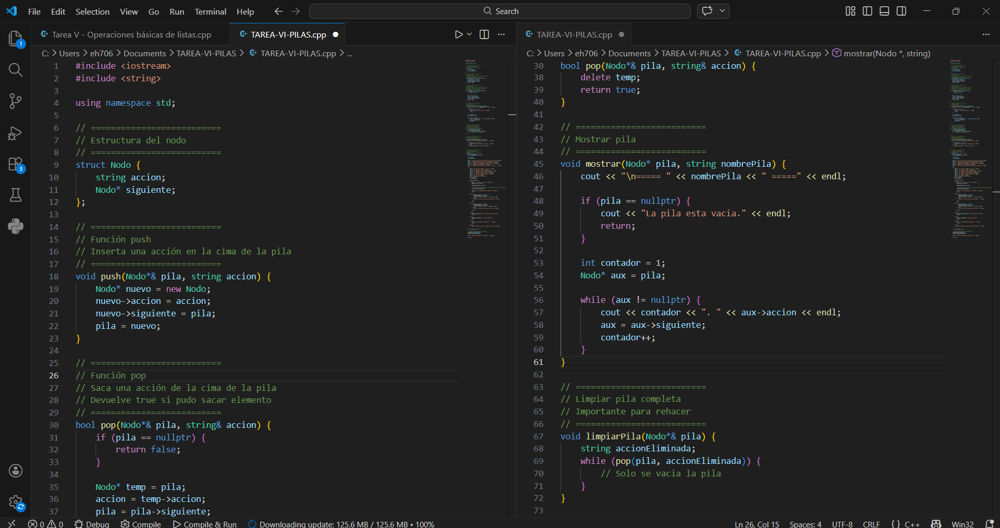 File Edit Selection View Go Run Terminal Help
Search
Tarea V - Operaciones básicas de listas.cpp
TAREA-VI-PILAS.cpp
C: > Users > eh706 > Documents > TAREA-VI-PILAS > TAREA-VI-PILAS.cpp > ...
1 #include <iostream>
2 #include <string>
3
4 using namespace std;
5
6 // ==========================
7 // Estructura del nodo
8 // ==========================
9 struct Nodo {
10     string accion;
11     Nodo* siguiente;
12 };
13
14 // ==========================
15 // Función push
16 // Inserta una acción en la cima de la pila
17 // ==========================
18 void push(Nodo*& pila, string accion) {
19     Nodo* nuevo = new Nodo;
20     nuevo->accion = accion;
21     nuevo->siguiente = pila;
22     pila = nuevo;
23 }
24
25 // ==========================
26 // Función pop
27 // Saca una acción de la cima de la pila
28 // Devuelve true si pudo sacar elemento
29 // ==========================
30 bool pop(Nodo*& pila, string& accion) {
31     if (pila == nullptr) {
32         return false;
33     }
34
35     Nodo* temp = pila;
36     accion = temp->accion;
37     pila = pila->siguiente;
TAREA-VI-PILAS.cpp
C: > Users > eh706 > Documents > TAREA-VI-PILAS > TAREA-VI-PILAS.cpp > mostrar(Nodo *, string)
30 bool pop(Nodo*& pila, string& accion) {
38     delete temp;
39     return true;
40 }
41
42 // ==========================
43 // Mostrar pila
44 // ==========================
45 void mostrar(Nodo* pila, string nombrePila) {
46     cout << "\n===== " << nombrePila << " =====" << endl;
47
48     if (pila == nullptr) {
49         cout << "La pila esta vacia." << endl;
50         return;
51     }
52
53     int contador = 1;
54     Nodo* aux = pila;
55
56     while (aux != nullptr) {
57         cout << contador << ". " << aux->accion << endl;
58         aux = aux->siguiente;
59         contador++;
60     }
61 }
62
63 // ==========================
64 // Limpiar pila completa
65 // Importante para rehacer
66 // ==========================
67 void limpiarPila(Nodo*& pila) {
68     string accionEliminada;
69     while (pop(pila, accionEliminada)) {
70         // Solo se vacia la pila
71     }
72 }
73
1
3
0 0 Debug Compile Compile & Run Downloading update: 125.6 MB / 125.6 MB • 100% Ln 26, Col 15 Spaces: 4 UTF-8 CRLF {} C++ Win32